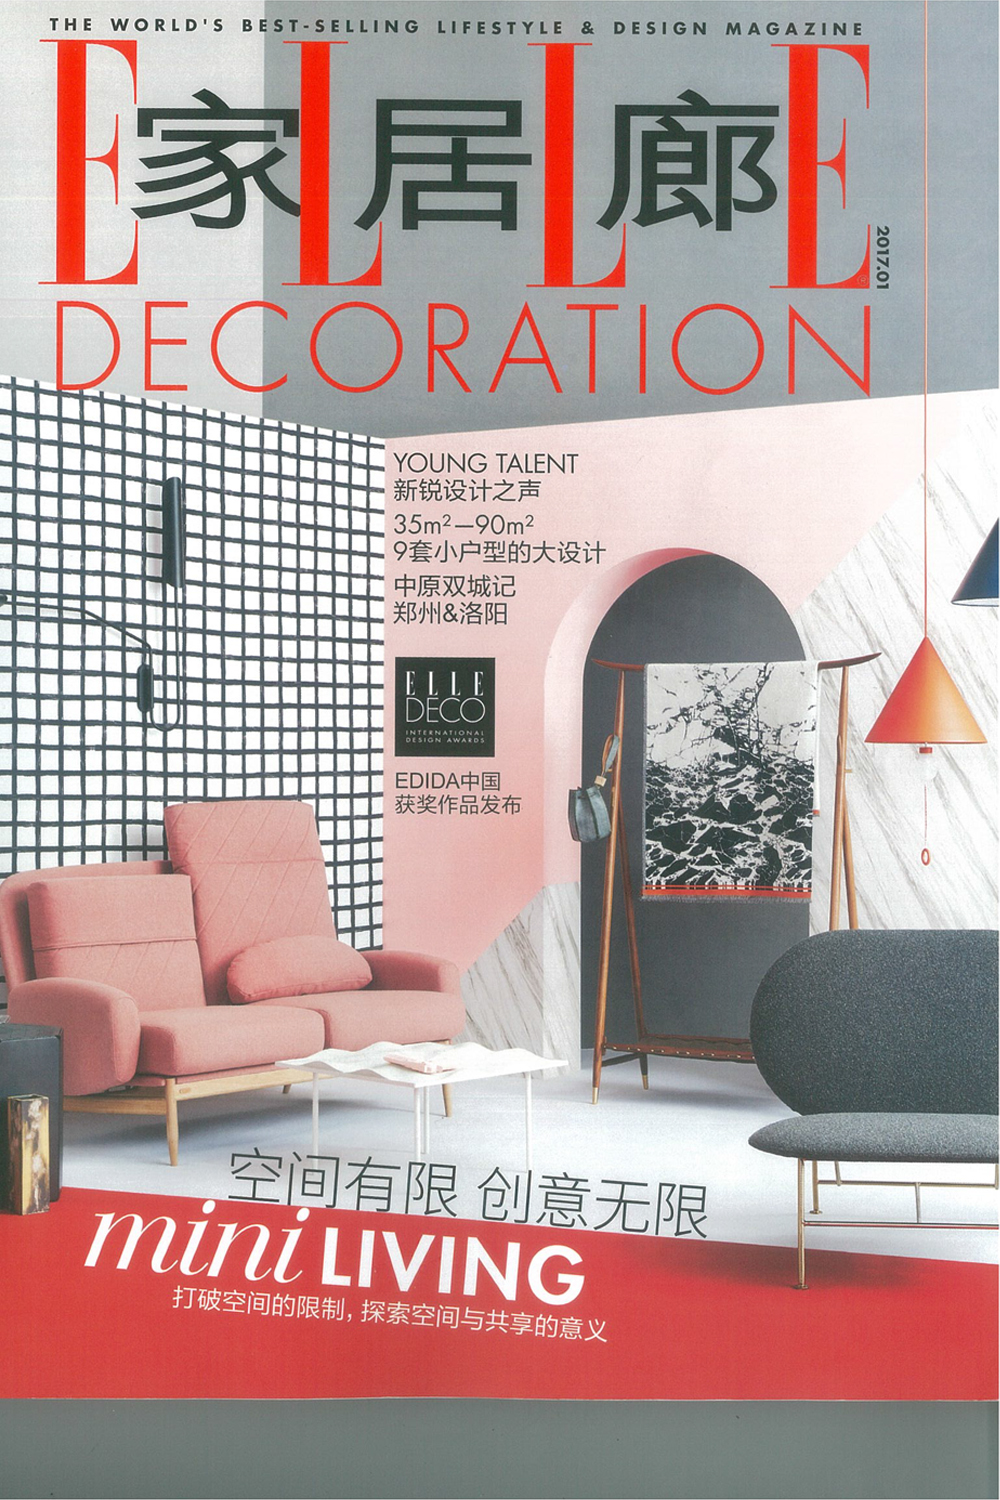 THE WORLD'S BEST-SELLING LIFESTYLE & DESIGN MAGAZINE
ELLE
家居廊
2017.01
DECORATION
YOUNG TALENT
新锐设计之声
35m²—90m²
9套小户型的大设计
中原双城记
郑州&洛阳
ELLE
DECO
INTERNATIONAL
DESIGN AWARDS
EDIDA中国
获奖作品发布
空间有限 创意无限
mini LIVING
打破空间的限制, 探索空间与共享的意义